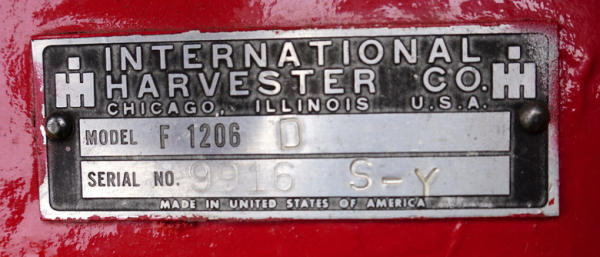 INTERNATIONAL
HARVESTER CO.
CHICAGO, ILLINOIS U.S.A.
MODEL F 1206 D
SERIAL NO. 9916 S-Y
MADE IN UNITED STATES OF AMERICA